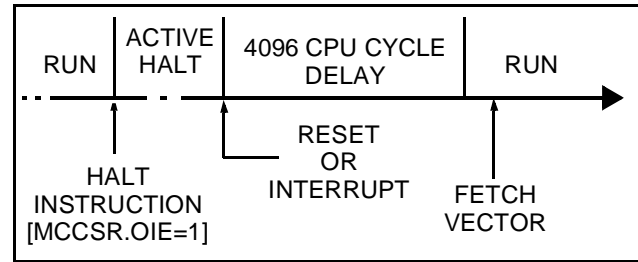 RUN
ACTIVE
HALT
4096 CPU CYCLE
DELAY
RUN
HALT
INSTRUCTION
[MCCSR.OIE=1]
RESET
OR
INTERRUPT
FETCH
VECTOR